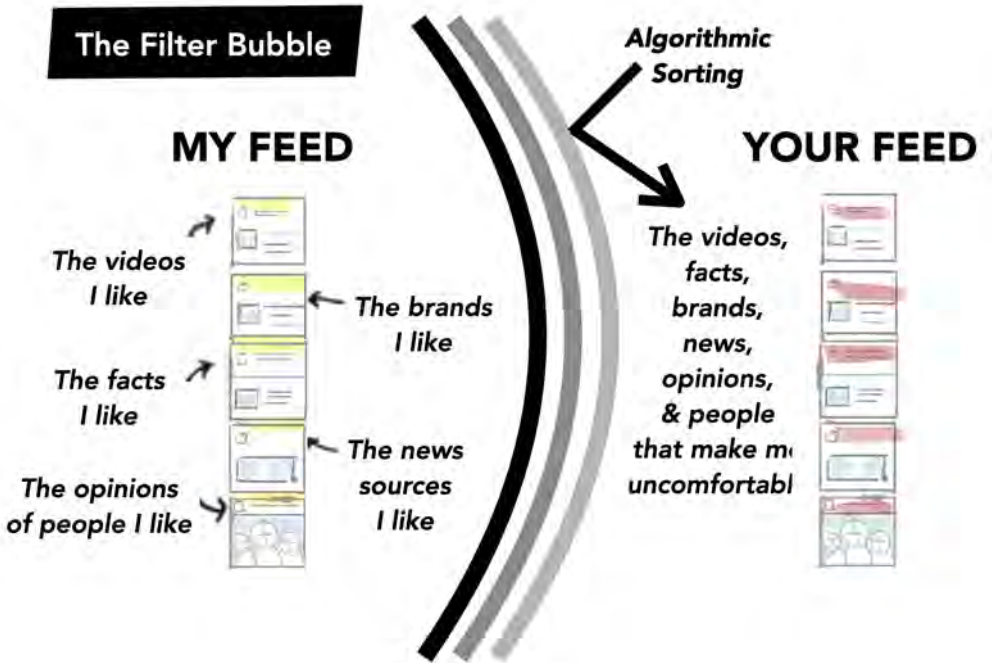 The Filter Bubble
Algorithmic
Sorting
MY FEED
YOUR FEED
The videos
I like
The brands
I like
The facts
I like
The news
sources
I like
The opinions
of people I like
The videos,
facts,
brands,
news,
opinions,
& people
that make m
uncomfortabl